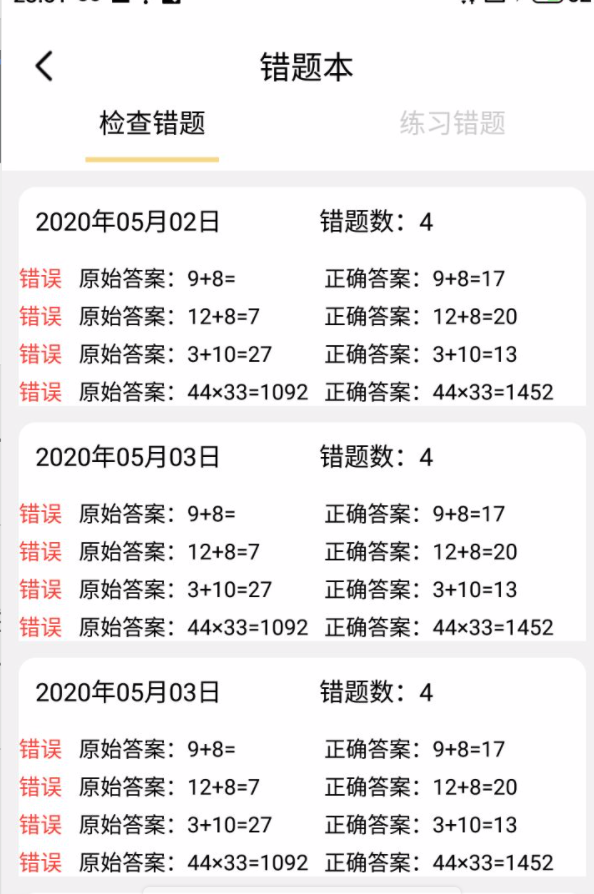 错题本
检查错题 练习错题
2020年05月02日 错题数：4
错误 原始答案：9+8= 正确答案：9+8=17
错误 原始答案：12+8=7 正确答案：12+8=20
错误 原始答案：3+10=27 正确答案：3+10=13
错误 原始答案：44×33=1092 正确答案：44×33=1452
2020年05月03日 错题数：4
错误 原始答案：9+8= 正确答案：9+8=17
错误 原始答案：12+8=7 正确答案：12+8=20
错误 原始答案：3+10=27 正确答案：3+10=13
错误 原始答案：44×33=1092 正确答案：44×33=1452
2020年05月03日 错题数：4
错误 原始答案：9+8= 正确答案：9+8=17
错误 原始答案：12+8=7 正确答案：12+8=20
错误 原始答案：3+10=27 正确答案：3+10=13
错误 原始答案：44×33=1092 正确答案：44×33=1452